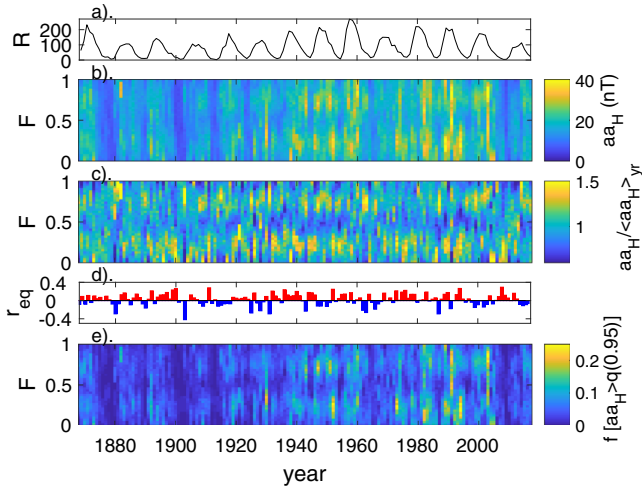 a).
200
100
0
R
b).
1
0.5
0
F
40
20
0
aa_H (nT)
c).
1
0.5
0
F
1.5
1
aa_H/<aa_H>_yr
d).
0.4
0
-0.4
r_eq
e).
1
0.5
0
F
0.2
0.1
0
f [aa_H>q(0.95)]
1880 1900 1920 1940 1960 1980 2000
year